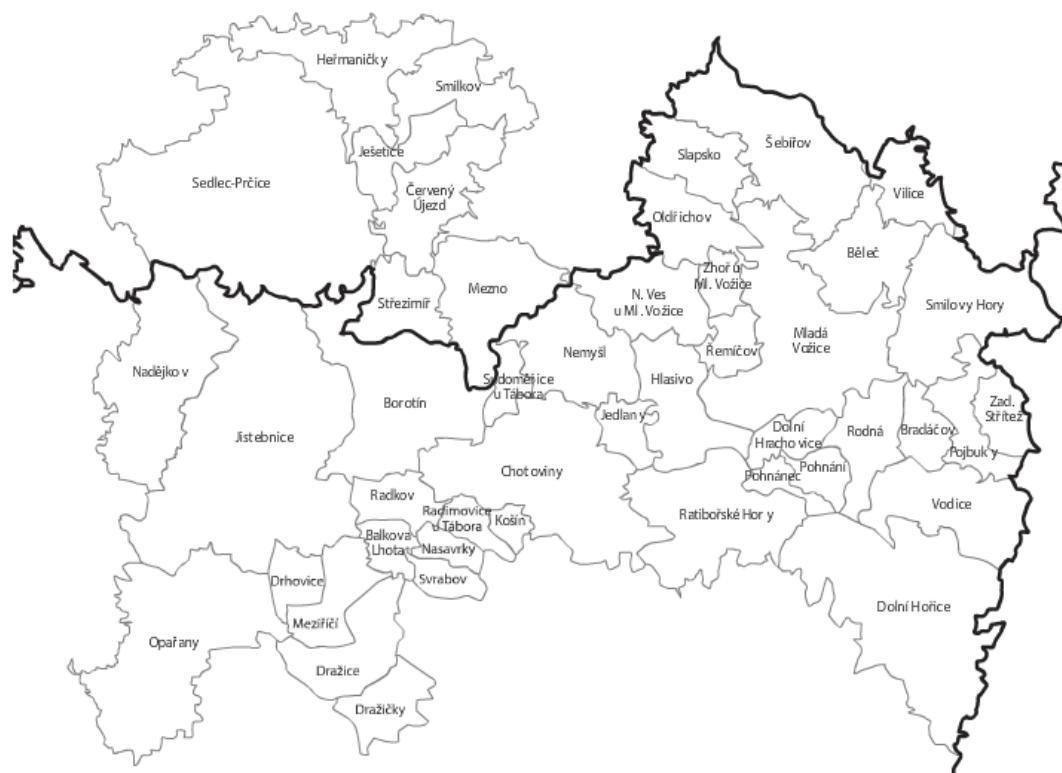 Heřmaničky
Smilkov
Ješetice
Šebířov
Slapsko
Sedlec-Prčice
Červený
Újezd
Vilice
Oldřichov
Běleč
Zhoř u
Ml. Vožice
Mezno
Střezimíř
N. Ves
u Ml. Vožice
Smilovy Hory
Mladá
Vožice
Nemyšl
Řemíčov
Nadějkov
Hlasivo
Sudoměřice
u Tábora
Borotín
Zad.
Střítež
Jistebnice
Jedlany
Dolní
Hrachovice
Rodná
Bradáčov
Pojbuky
Chotoviny
Pohnání
Pohnánec
Radkov
Vodice
Radimovice
u Tábora
Košín
Ratibořské Hory
Balkova
Lhota
Nasavrky
Svrabov
Drhovice
Dolní Hořice
Meziříčí
Opařany
Dražice
Dražičky